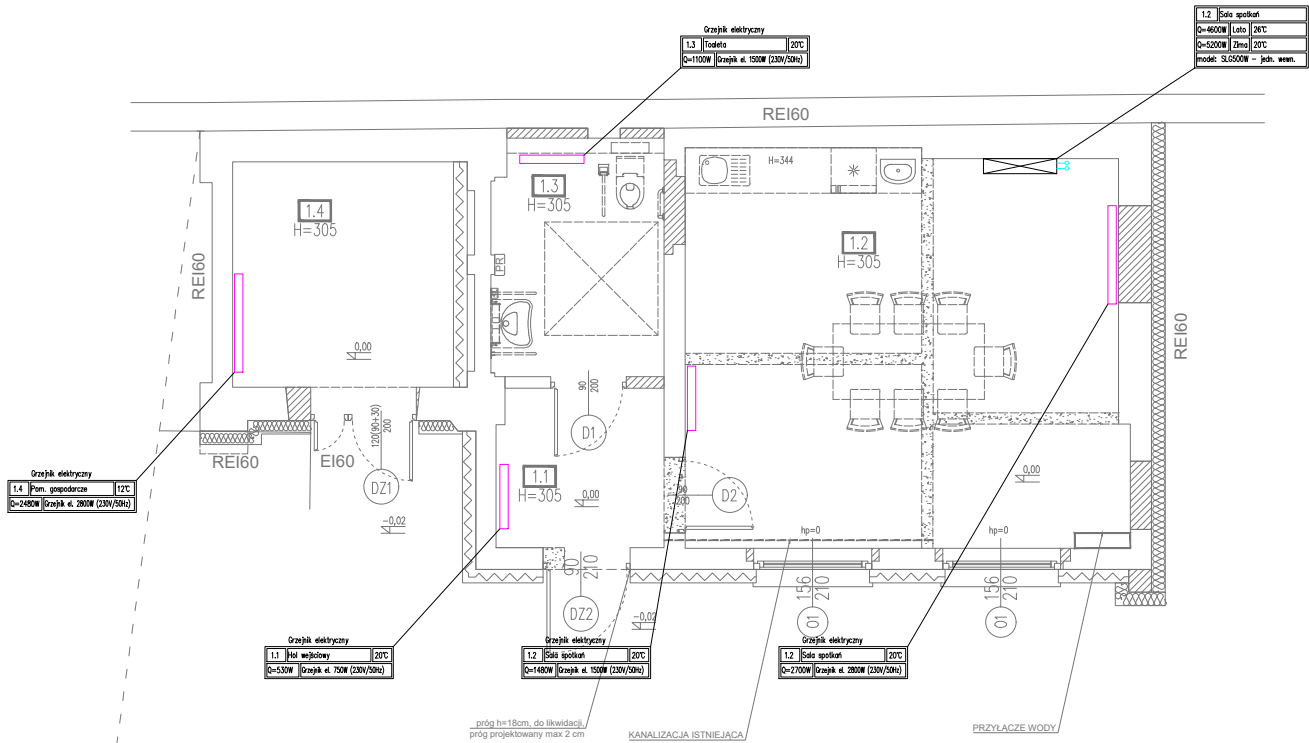 1.2 Sala spotkań
Q=4600W Lato 26°C
Q=5200W Zima 20°C
model: SLG500W - jedn. wewn.
Grzejnik elektryczny
1.3 Toaleta 20°C
Q=1100W Grzejnik el. 1500W (230V/50Hz)
REI60
H=344
1.3
H=305
1.4
H=305
1.2
H=305
PR
REI60
REI60
0,00
90
200
D1
120(90+30)
200
REI60
EI60
DZ1
-0,02
1.1
H=305
0,00
90
200
D2
0,00
hp=0
hp=0
Grzejnik elektryczny
1.4 Pom. gospodarcze 12°C
Q=2480W Grzejnik el. 2800W (230V/50Hz)
90
210
DZ2
-0,02
156
210
O1
156
210
O1
Grzejnik elektryczny
1.1 Hol wejściowy 20°C
Q=530W Grzejnik el. 750W (230V/50Hz)
Grzejnik elektryczny
1.2 Sala spotkań 20°C
Q=1480W Grzejnik el. 1500W (230V/50Hz)
Grzejnik elektryczny
1.2 Sala spotkań 20°C
Q=2700W Grzejnik el. 2800W (230V/50Hz)
próg h=18cm, do likwidacji,
próg projektowany max 2 cm
KANALIZACJA ISTNIEJĄCA
PRZYŁĄCZE WODY